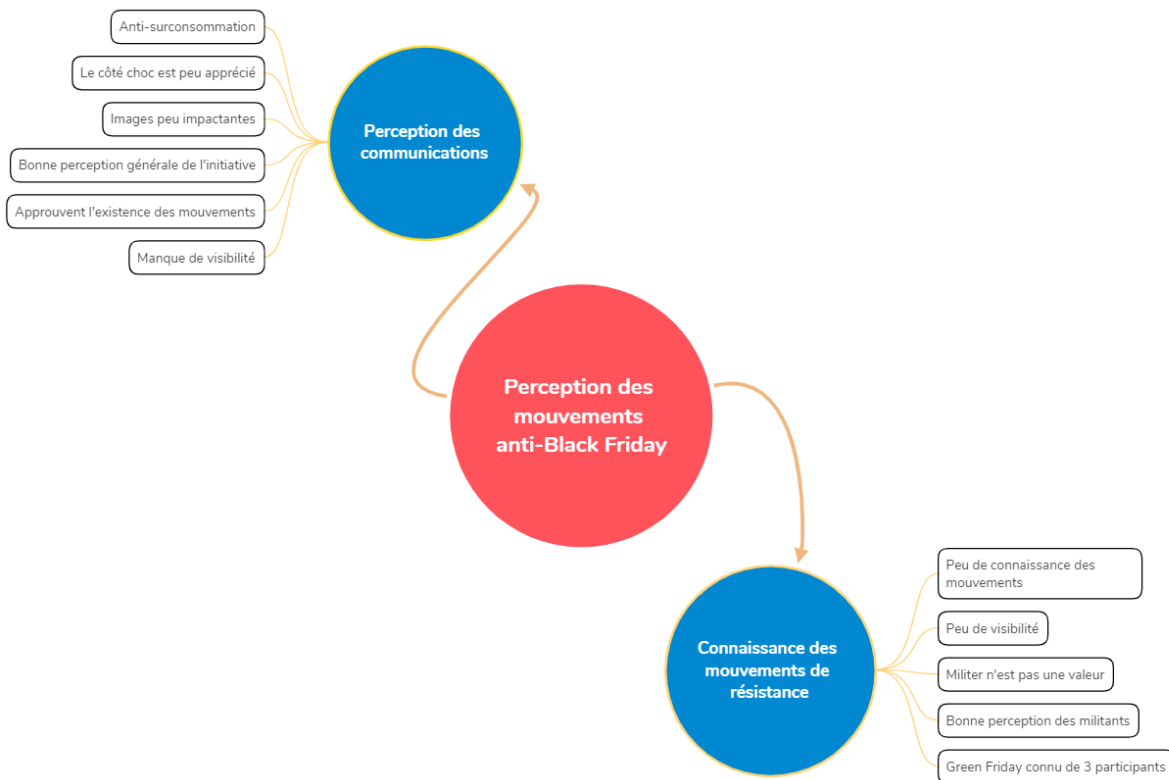 Anti-surconsommation
Le côté choc est peu apprécié
Images peu impactantes
Bonne perception générale de l'initiative
Approuvent l'existence des mouvements
Manque de visibilité
Perception des
communications
Perception des
mouvements
anti-Black Friday
Connaissance des
mouvements de
résistance
Peu de connaissance des
mouvements
Peu de visibilité
Militer n'est pas une valeur
Bonne perception des militants
Green Friday connu de 3 participants